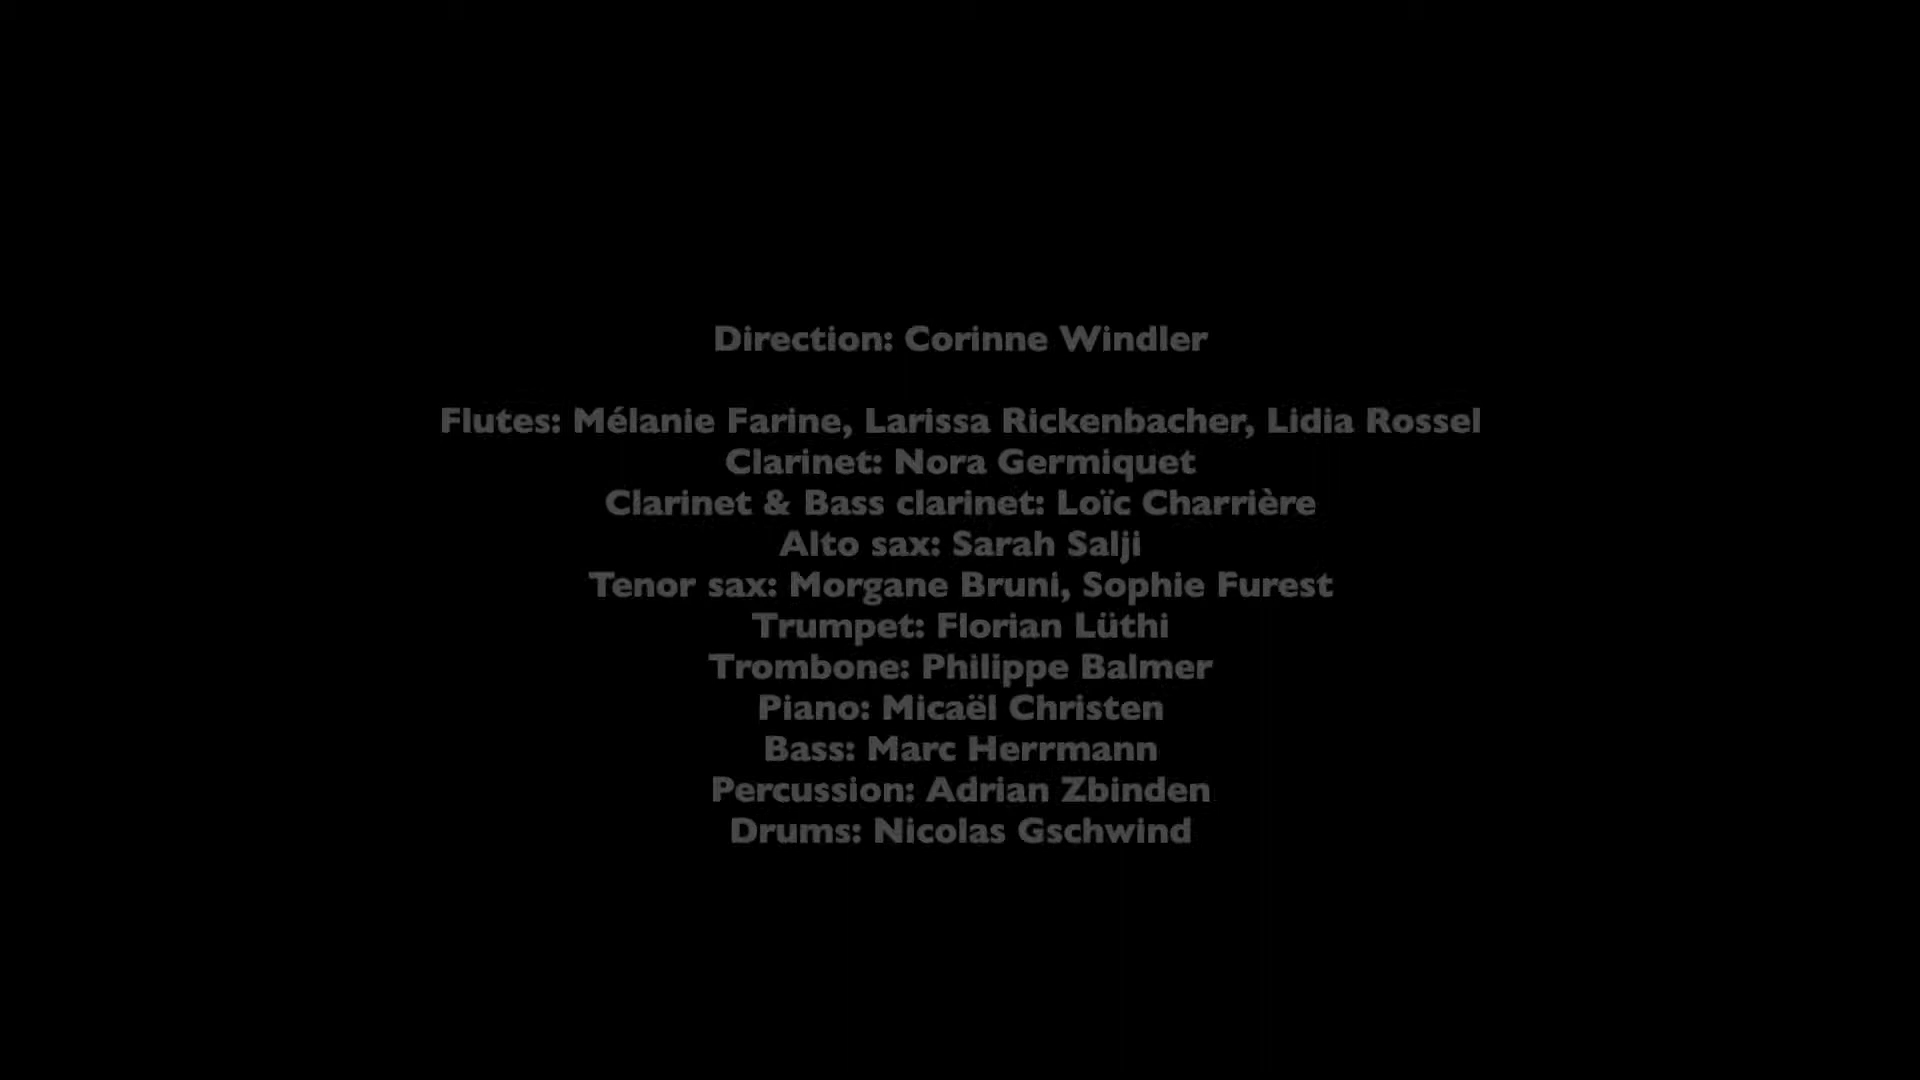 Direction: Corinne Windler
Flutes: Mélanie Farine, Larissa Rickenbacher, Lidia Rossel
Clarinet: Nora Germiquet
Clarinet & Bass clarinet: Loïc Charrière
Alto sax: Sarah Salji
Tenor sax: Morgane Bruni, Sophie Furest
Trumpet: Florian Lüthi
Trombone: Philippe Balmer
Piano: Micaël Christen
Bass: Marc Herrmann
Percussion: Adrian Zbinden
Drums: Nicolas Gschwind